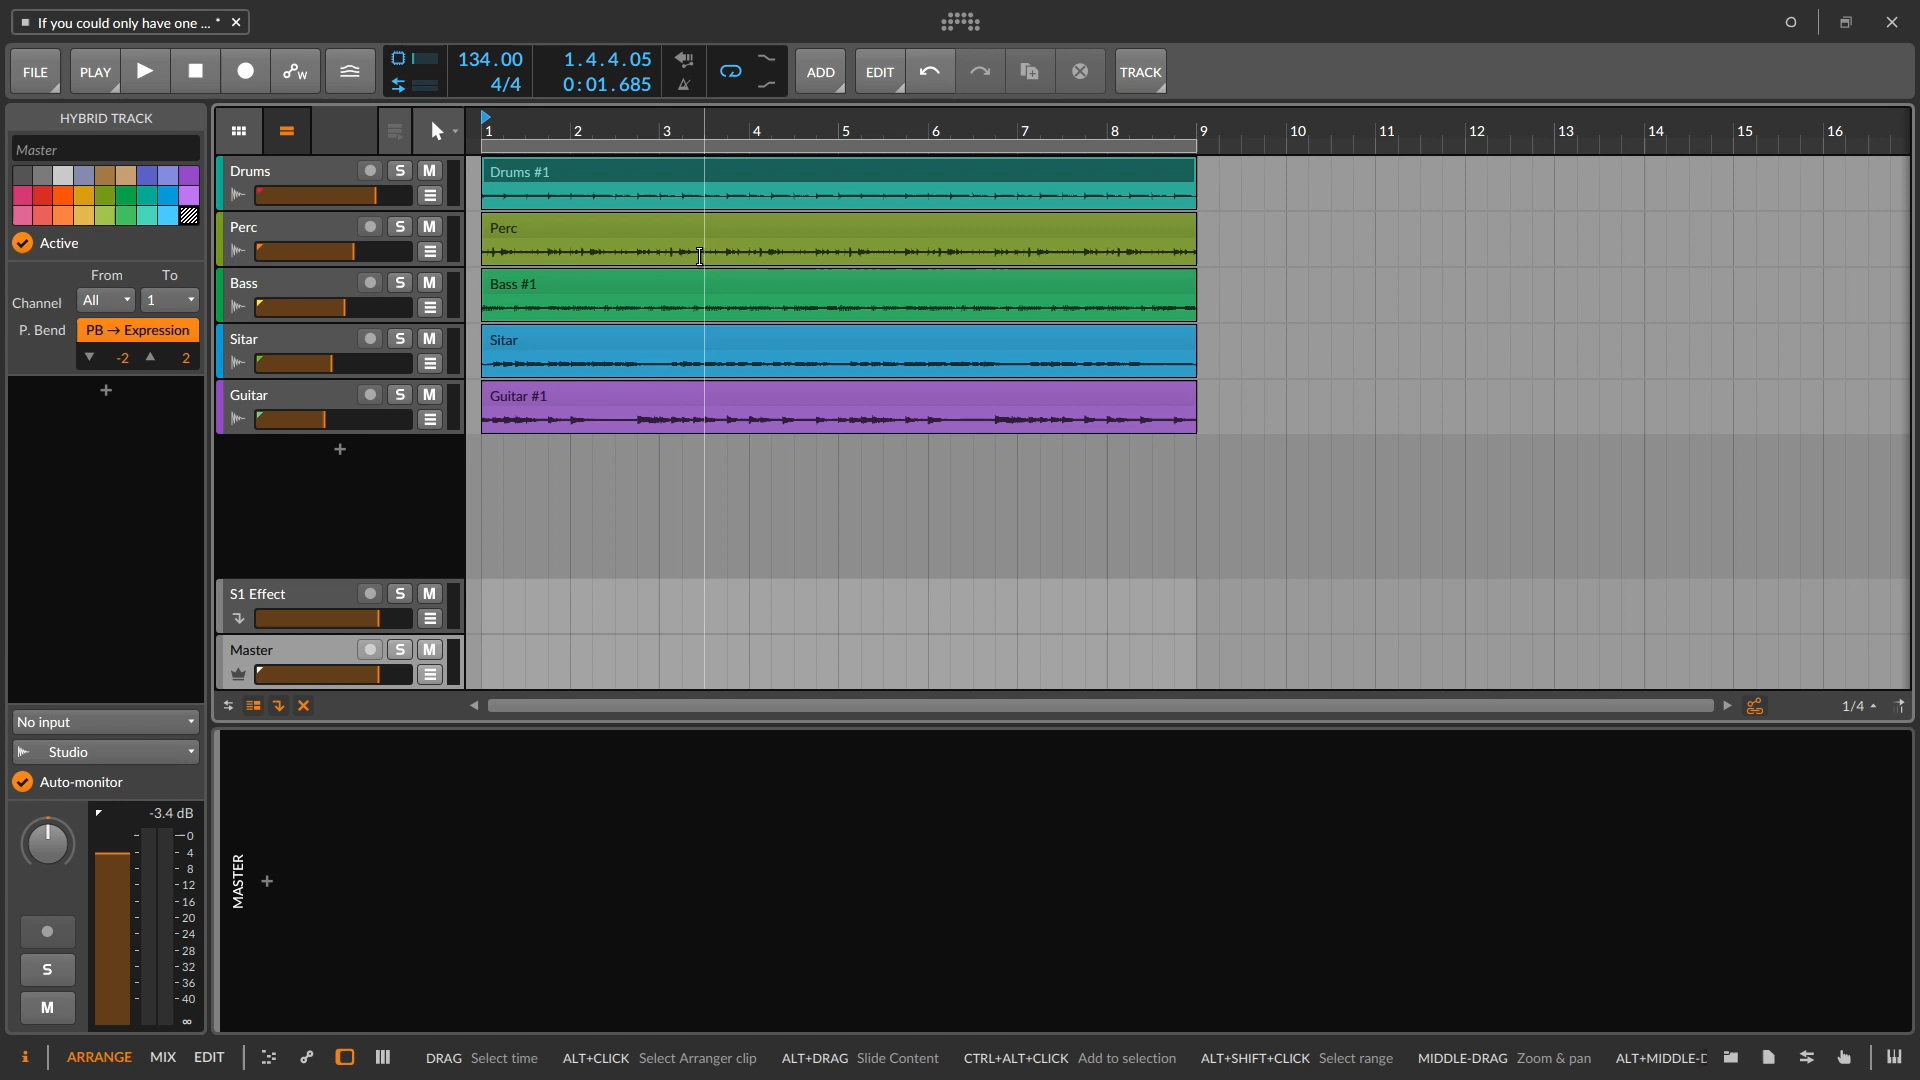 If you could only have one ... *
FILE PLAY 134.00 4/4 1.4.4.05 0:01.685 ADD EDIT TRACK
HYBRID TRACK
Master
Active
From To
Channel All 1
P. Bend PB → Expression
-2 2
No input
Studio
Auto-monitor
-3.4 dB
0
4
8
12
16
20
24
28
32
36
40
∞
S
M
1 2 3 4 5 6 7 8 9 10 11 12 13 14 15 16
Drums S M Drums #1
Perc S M Perc
Bass S M Bass #1
Sitar S M Sitar
Guitar S M Guitar #1
S1 Effect S M
Master S M
1/4
MASTER
ARRANGE MIX EDIT DRAG Select time ALT+CLICK Select Arranger clip ALT+DRAG Slide Content CTRL+ALT+CLICK Add to selection ALT+SHIFT+CLICK Select range MIDDLE-DRAG Zoom & pan ALT+MIDDLE-D